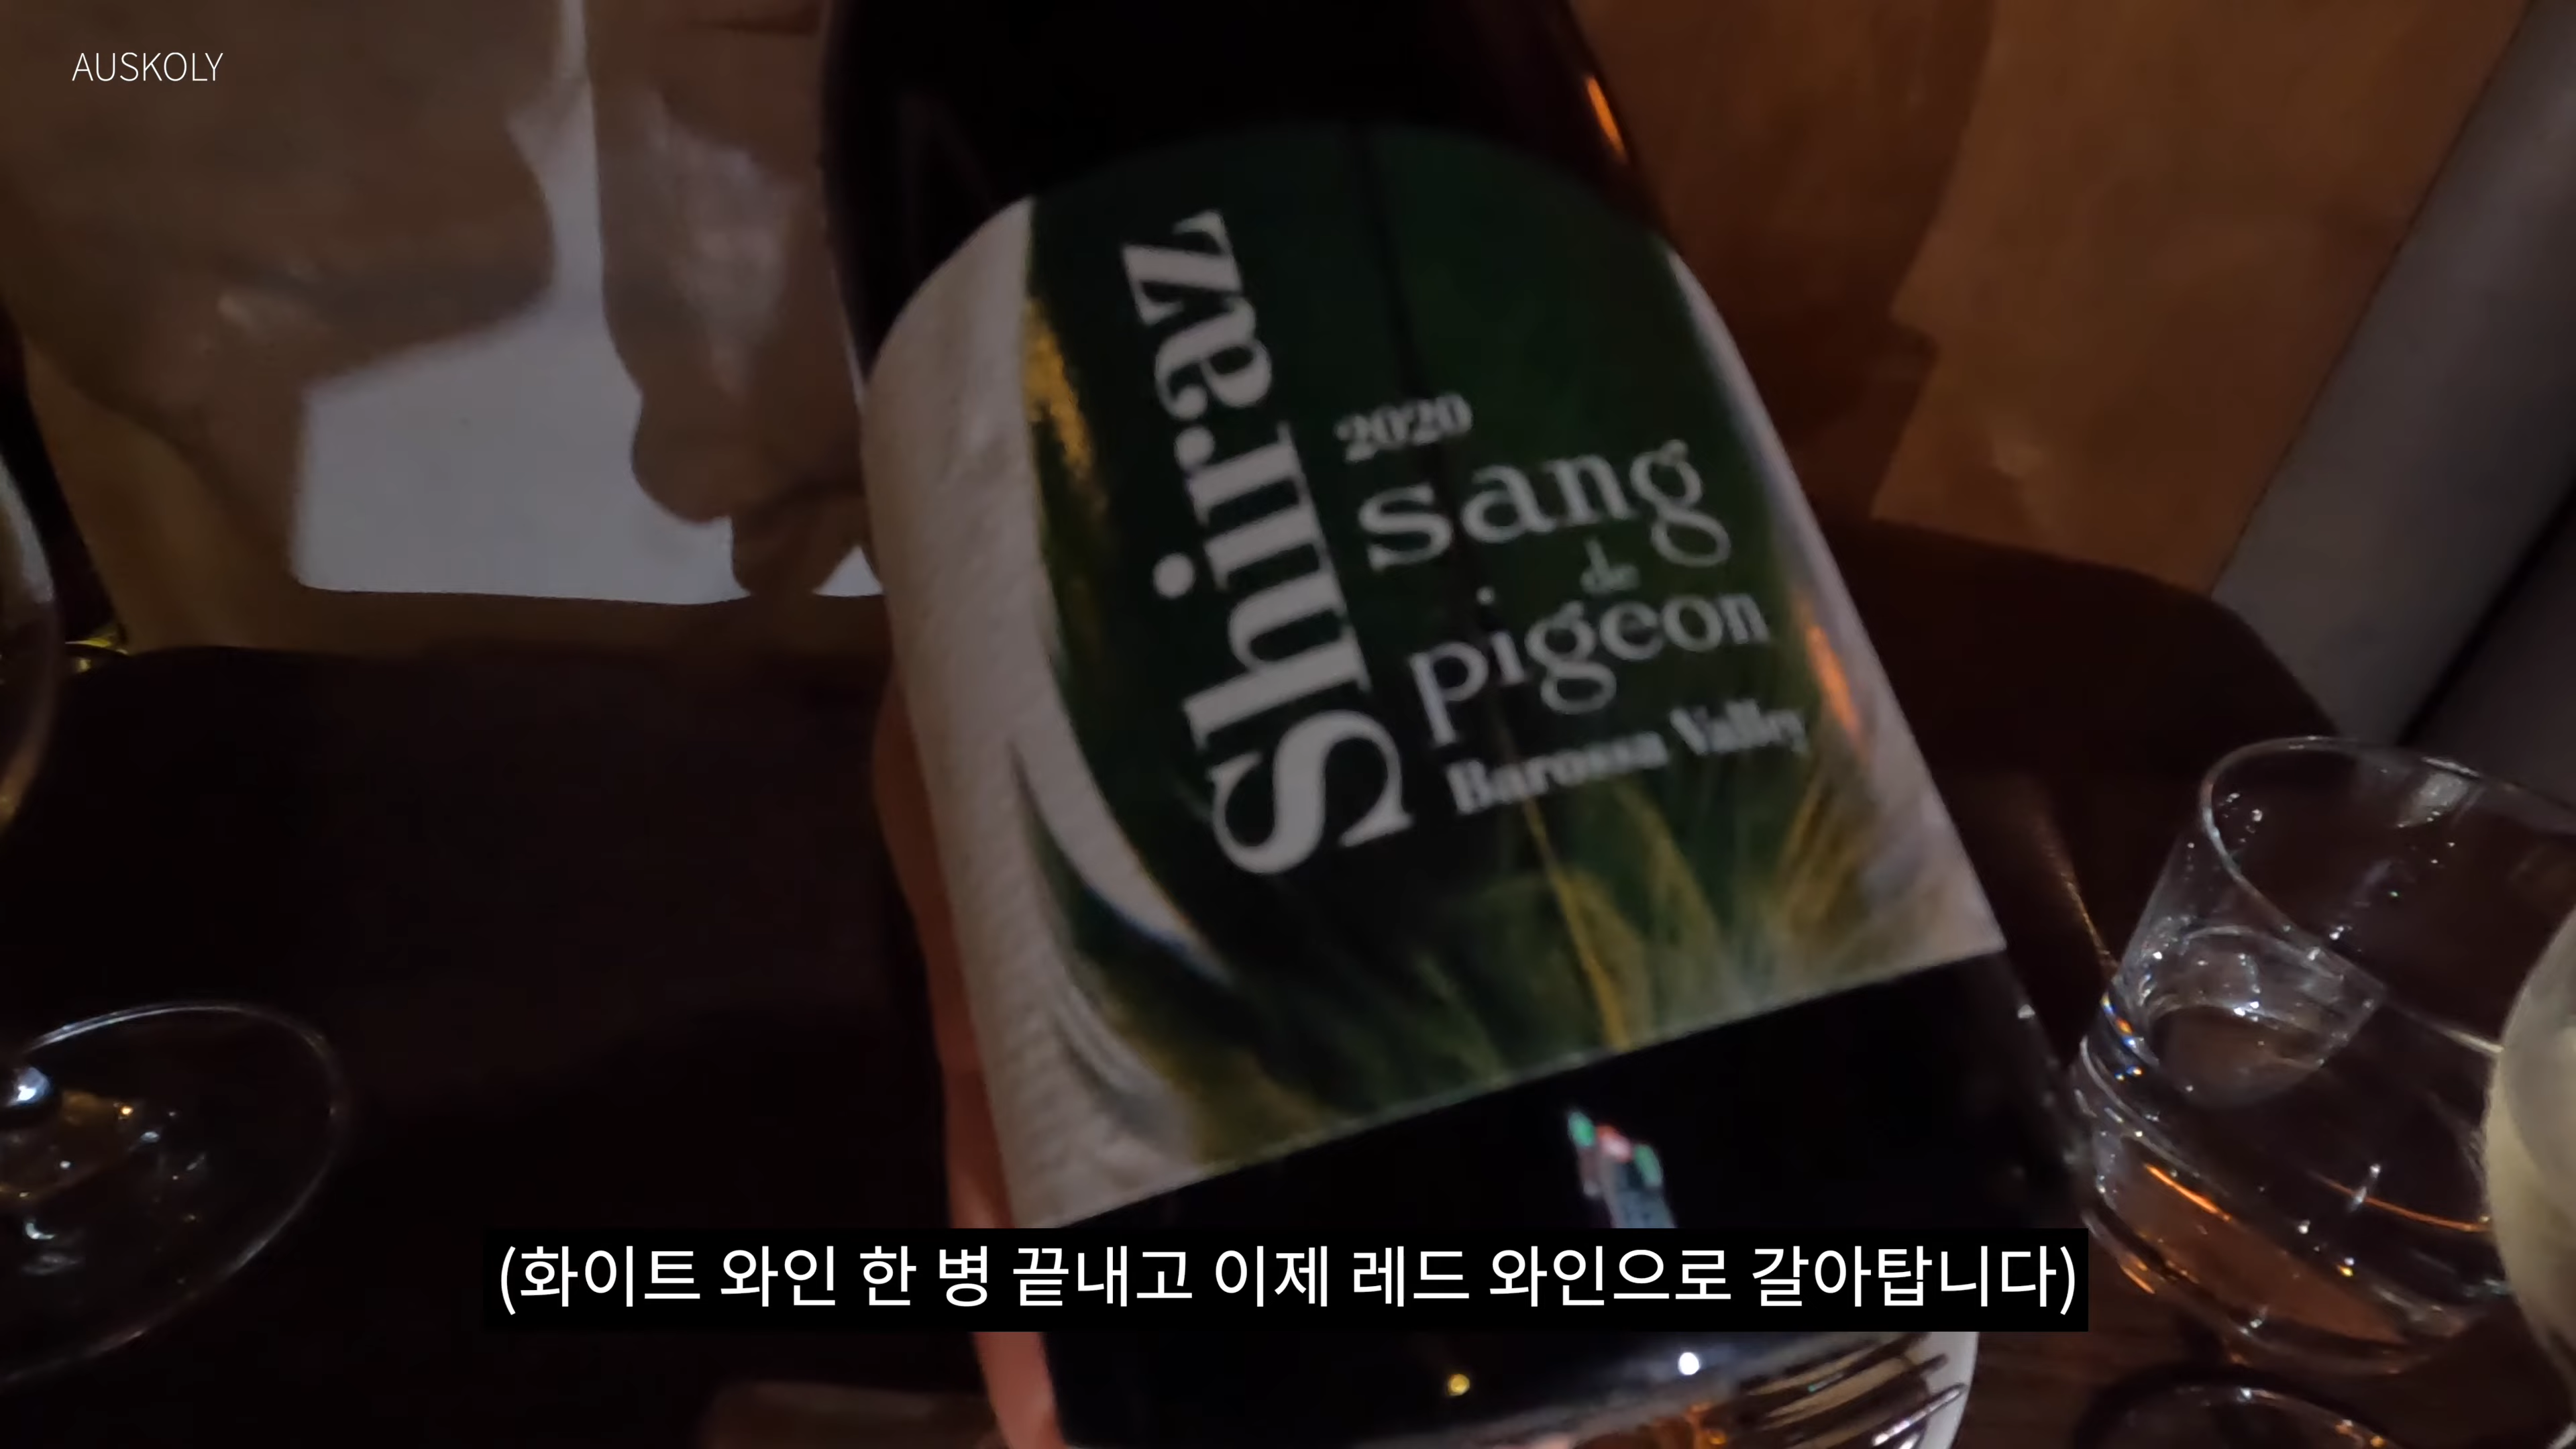 AUSKOLY
Shiraz
2020
sang
de
pigeon
Barossa Valley
(화이트 와인 한 병 끝내고 이제 레드 와인으로 갈아탑니다)